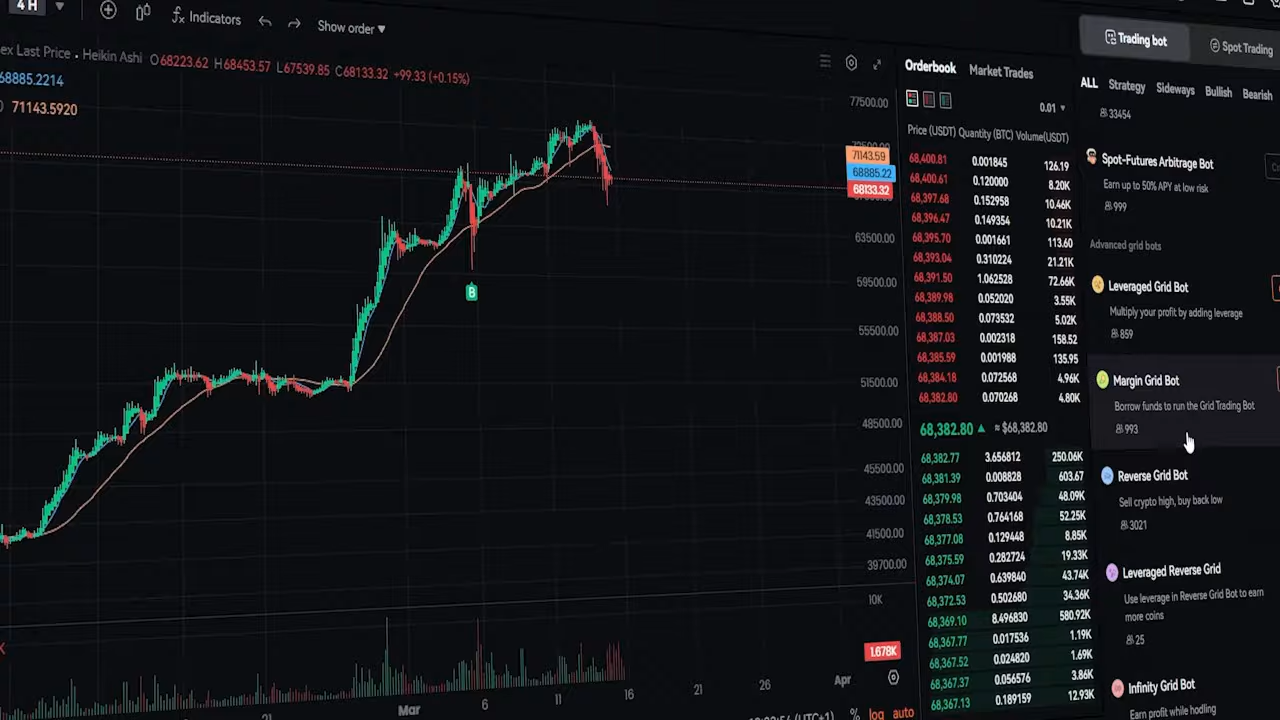 4H
Indicators
Show order
ex Last Price · Heikin Ashi O68223.62 H68453.57 L67539.85 C68133.32 +99.33 (+0.15%)
68885.2214
71143.5920
77500.00
71143.59
68885.22
68133.32
63500.00
59500.00
55500.00
51500.00
48500.00
45500.00
43500.00
41500.00
39700.00
10K
1.678K
Mar
6
11
16
21
26
Apr
(UTC+1)
%
log
auto
Orderbook
Market Trades
0.01
Price (USDT) Quantity (BTC) Volume(USDT)
68,400.81 0.001845 126.19
68,400.61 0.120000 8.20K
68,397.68 0.152958 10.46K
68,396.47 0.149354 10.21K
68,395.70 0.001661 113.60
68,393.04 0.310224 21.21K
68,391.50 1.062528 72.66K
68,389.98 0.052020 3.55K
68,388.50 0.073532 5.02K
68,387.03 0.002318 158.52
68,385.59 0.001988 135.95
68,384.18 0.072568 4.96K
68,382.80 0.070268 4.80K
68,382.80 ≈ $68,382.80
68,382.77 3.656812 250.06K
68,381.39 0.008828 603.67
68,379.98 0.703404 48.09K
68,378.53 0.764168 52.25K
68,377.08 0.129448 8.85K
68,375.59 0.282724 19.33K
68,374.07 0.639840 43.74K
68,372.53 0.502680 34.36K
68,369.10 8.496830 580.92K
68,367.77 0.017536 1.19K
68,367.52 0.024820 1.69K
68,367.37 0.056576 3.86K
68,367.13 0.189159 12.93K
Trading bot
Spot Trading
ALL Strategy Sideways Bullish Bearish
33454
Spot-Futures Arbitrage Bot
Earn up to 50% APY at low risk
999
Advanced grid bots
Leveraged Grid Bot
Multiply your profit by adding leverage
859
Margin Grid Bot
Borrow funds to run the Grid Trading Bot
993
Reverse Grid Bot
Sell crypto high, buy back low
3021
Leveraged Reverse Grid
Use leverage in Reverse Grid Bot to earn
more coins
25
Infinity Grid Bot
Earn profit while hodling
B